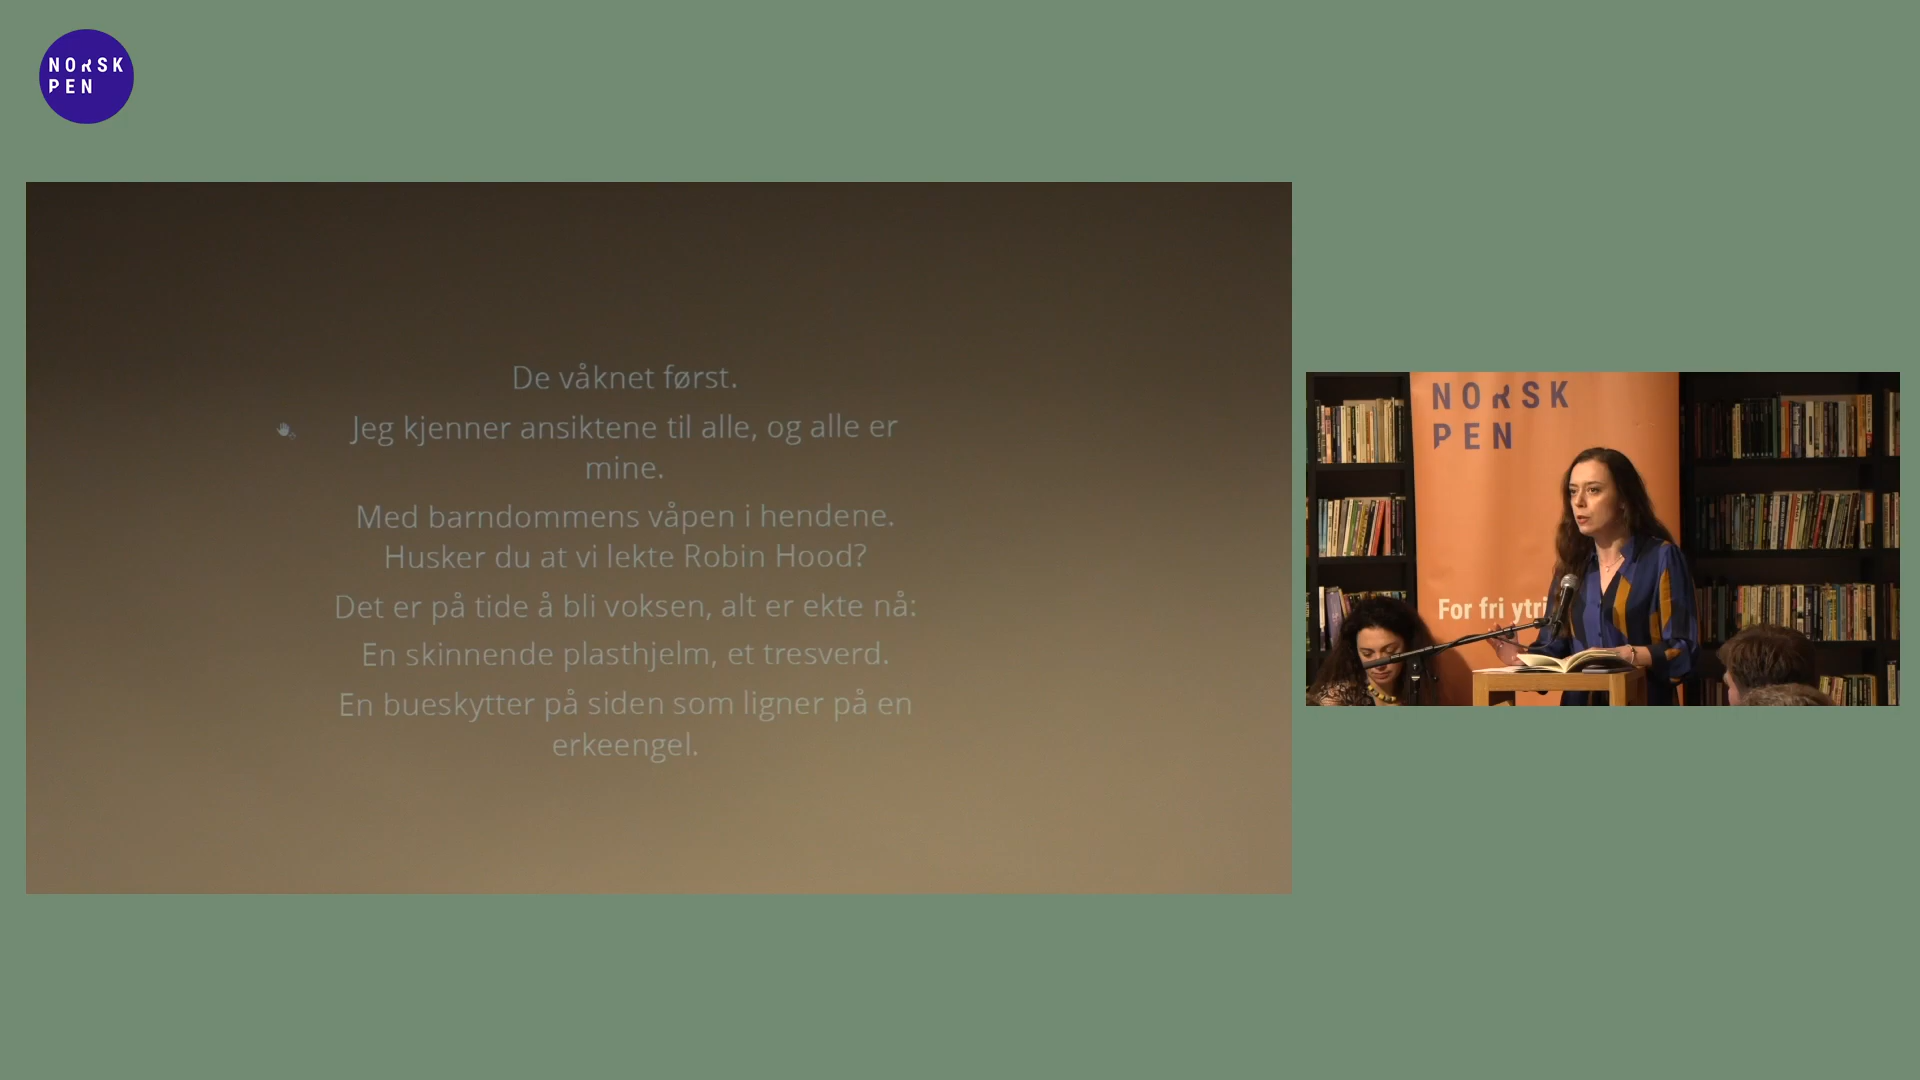 NORSK
PEN
De våknet først.
Jeg kjenner ansiktene til alle, og alle er
mine.
Med barndommens våpen i hendene.
Husker du at vi lekte Robin Hood?
Det er på tide å bli voksen, alt er ekte nå:
En skinnende plasthjelm, et tresverd.
En bueskytter på siden som ligner på en
erkeengel.
NORSK
PEN
For fri